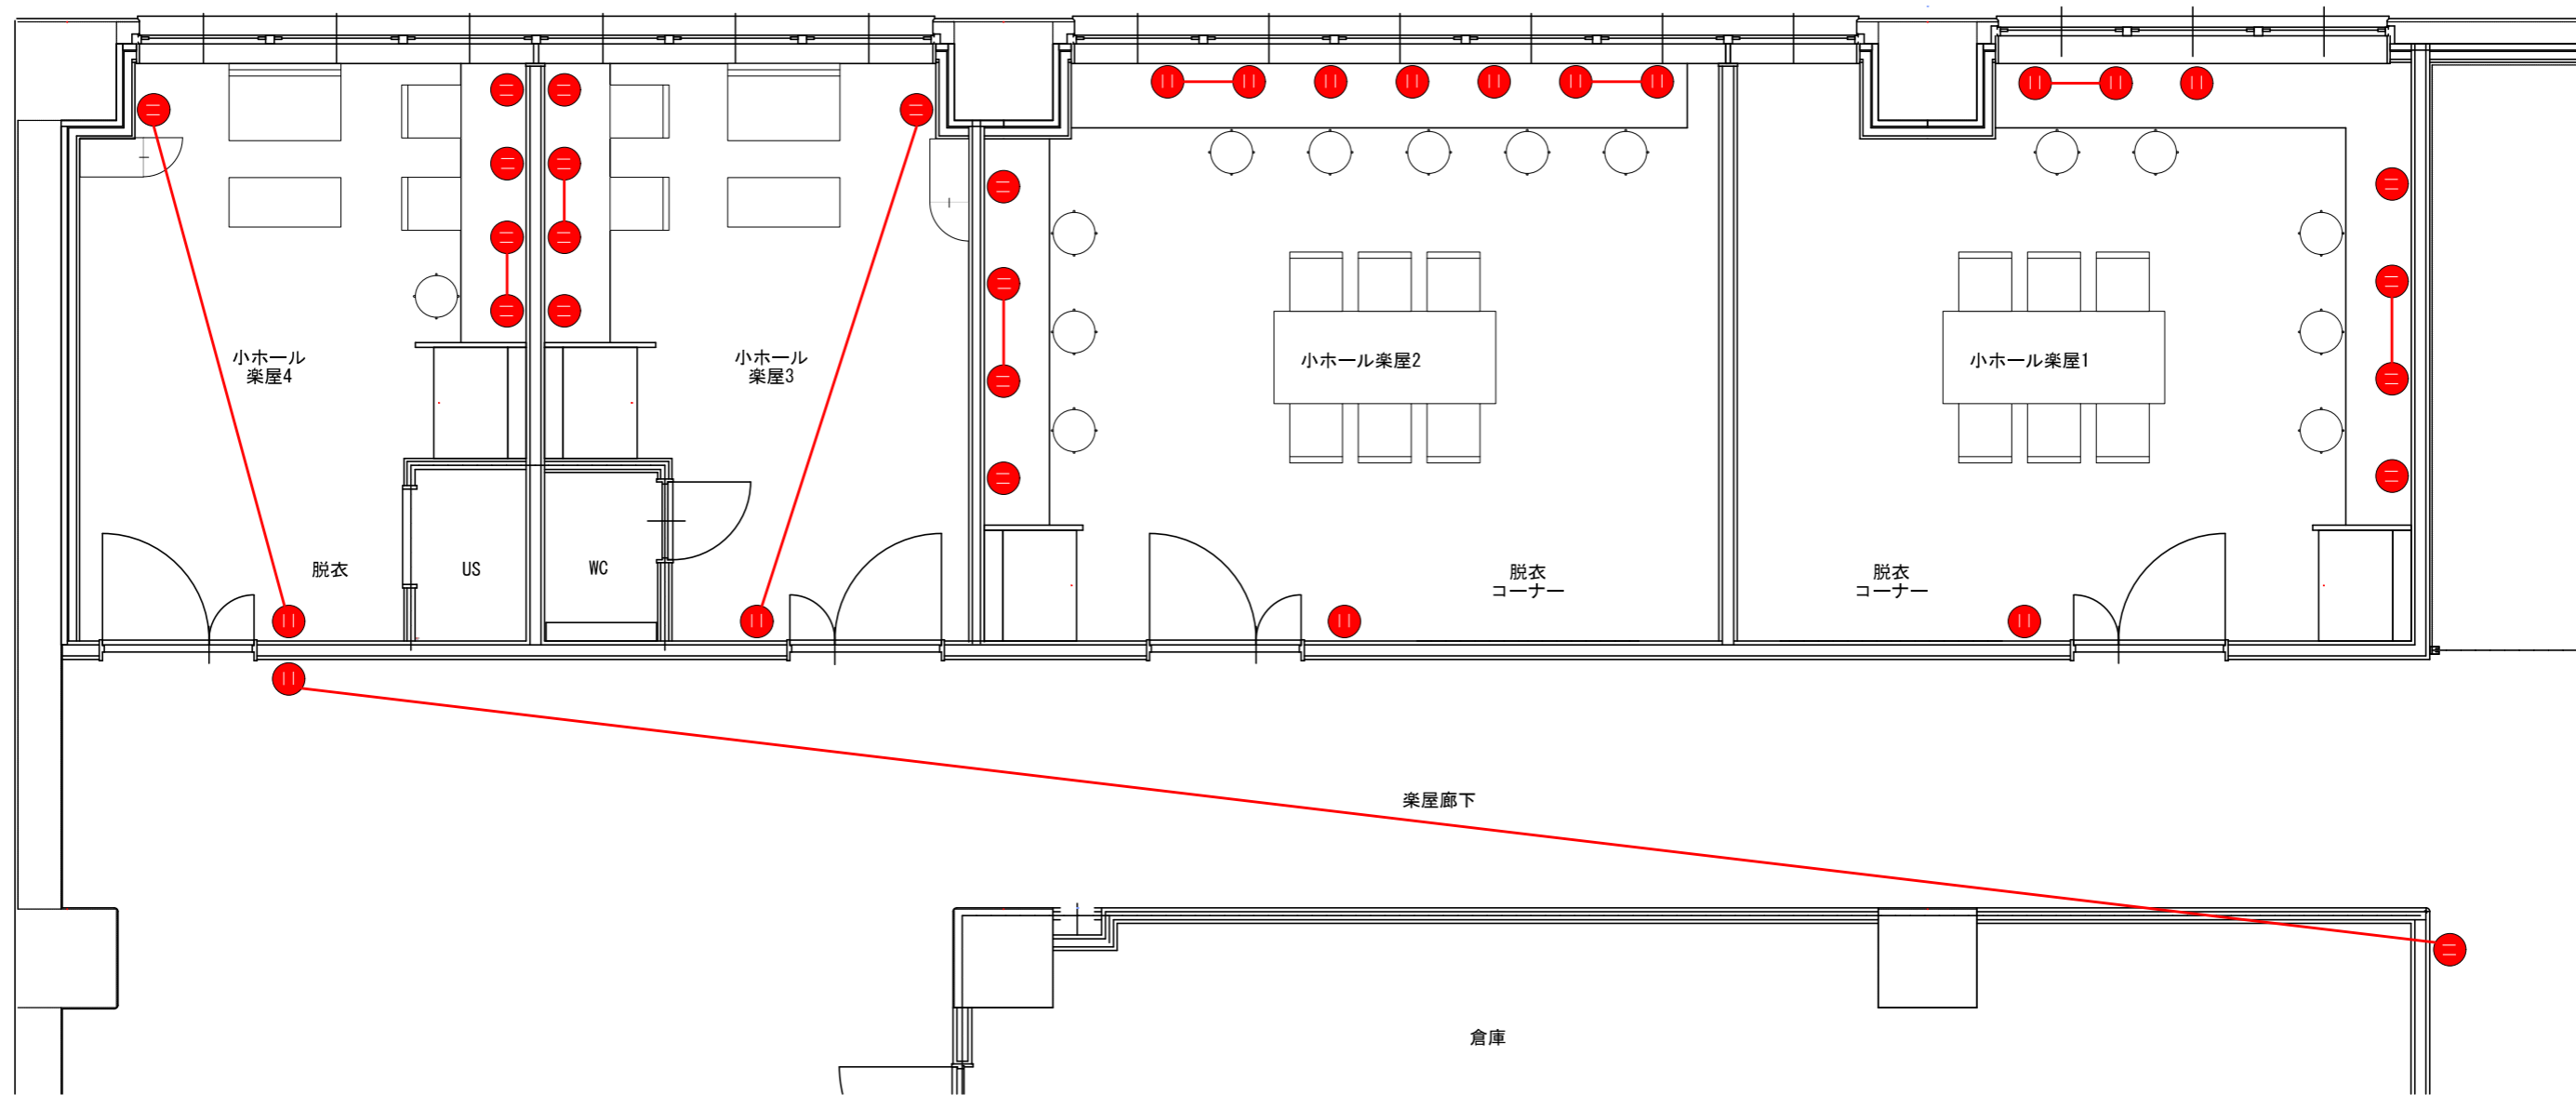 小ホール
楽屋4
小ホール
楽屋3
小ホール楽屋2
小ホール楽屋1
脱衣
US
WC
脱衣
コーナー
脱衣
コーナー
楽屋廊下
倉庫